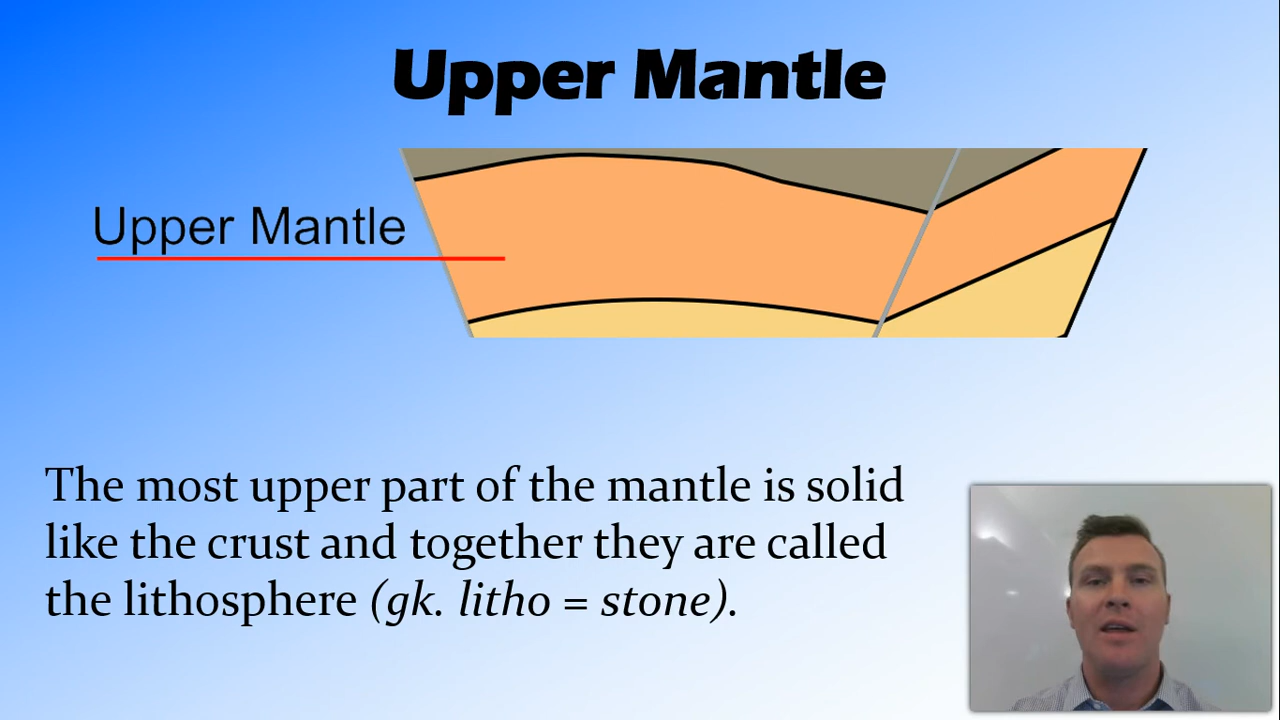 Upper Mantle
Upper Mantle
The most upper part of the mantle is solid
like the crust and together they are called
the lithosphere (gk. litho = stone).